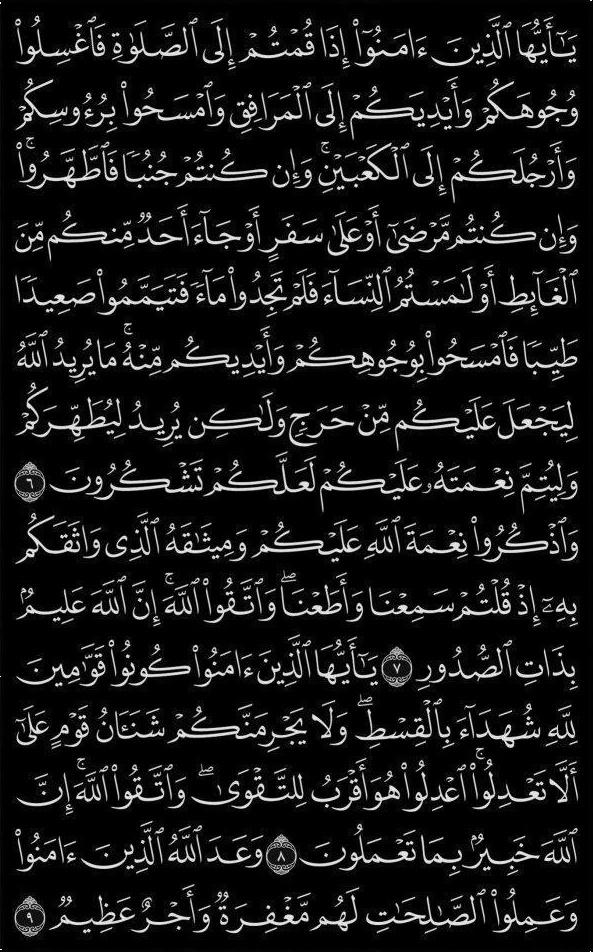 يَـٰٓأَيُّهَا ٱلَّذِينَ ءَامَنُوٓا۟ إِذَا قُمْتُمْ إِلَى ٱلصَّلَوٰةِ فَٱغْسِلُوا۟
وُجُوهَكُمْ وَأَيْدِيَكُمْ إِلَى ٱلْمَرَافِقِ وَٱمْسَحُوا۟ بِرُءُوسِكُمْ
وَأَرْجُلَكُمْ إِلَى ٱلْكَعْبَيْنِ ۚ وَإِن كُنتُمْ جُنُبًا فَٱطَّهَّرُوا۟ ۚ
وَإِن كُنتُم مَّرْضَىٰٓ أَوْ عَلَىٰ سَفَرٍ أَوْ جَآءَ أَحَدٌ مِّنكُم مِّنَ
ٱلْغَآئِطِ أَوْ لَـٰمَسْتُمُ ٱلنِّسَآءَ فَلَمْ تَجِدُوا۟ مَآءً فَتَيَمَّمُوا۟ صَعِيدًا
طَيِّبًا فَٱمْسَحُوا۟ بِوُجُوهِكُمْ وَأَيْدِيكُم مِّنْهُ ۚ مَا يُرِيدُ ٱللَّهُ
لِيَجْعَلَ عَلَيْكُم مِّنْ حَرَجٍ وَلَـٰكِن يُرِيدُ لِيُطَهِّرَكُمْ
وَلِيُتِمَّ نِعْمَتَهُۥ عَلَيْكُمْ لَعَلَّكُمْ تَشْكُرُونَ ٦
وَٱذْكُرُوا۟ نِعْمَةَ ٱللَّهِ عَلَيْكُمْ وَمِيثَـٰقَهُ ٱلَّذِى وَاثَقَكُم
بِهِۦٓ إِذْ قُلْتُمْ سَمِعْنَا وَأَطَعْنَا ۖ وَٱتَّقُوا۟ ٱللَّهَ ۚ إِنَّ ٱللَّهَ عَلِيمٌۢ
بِذَاتِ ٱلصُّدُورِ ٧ يَـٰٓأَيُّهَا ٱلَّذِينَ ءَامَنُوا۟ كُونُوا۟ قَوَّٰمِينَ
لِلَّهِ شُهَدَآءَ بِٱلْقِسْطِ ۖ وَلَا يَجْرِمَنَّكُمْ شَنَـَٔانُ قَوْمٍ عَلَىٰٓ
أَلَّا تَعْدِلُوا۟ ۚ ٱعْدِلُوا۟ هُوَ أَقْرَبُ لِلتَّقْوَىٰ ۖ وَٱتَّقُوا۟ ٱللَّهَ ۚ إِنَّ
ٱللَّهَ خَبِيرٌۢ بِمَا تَعْمَلُونَ ٨ وَعَدَ ٱللَّهُ ٱلَّذِينَ ءَامَنُوا۟
وَعَمِلُوا۟ ٱلصَّـٰلِحَـٰتِ لَهُم مَّغْفِرَةٌ وَأَجْرٌ عَظِيمٌ ٩